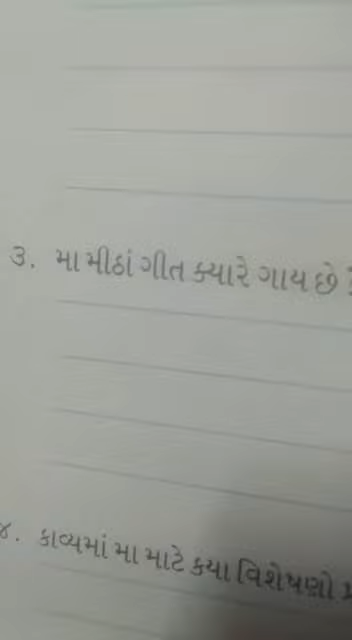 ૩. મા મીઠાં ગીત ક્યારે ગાય છે ?
૪. કાવ્યમાં મા માટે કયા વિશેષણો